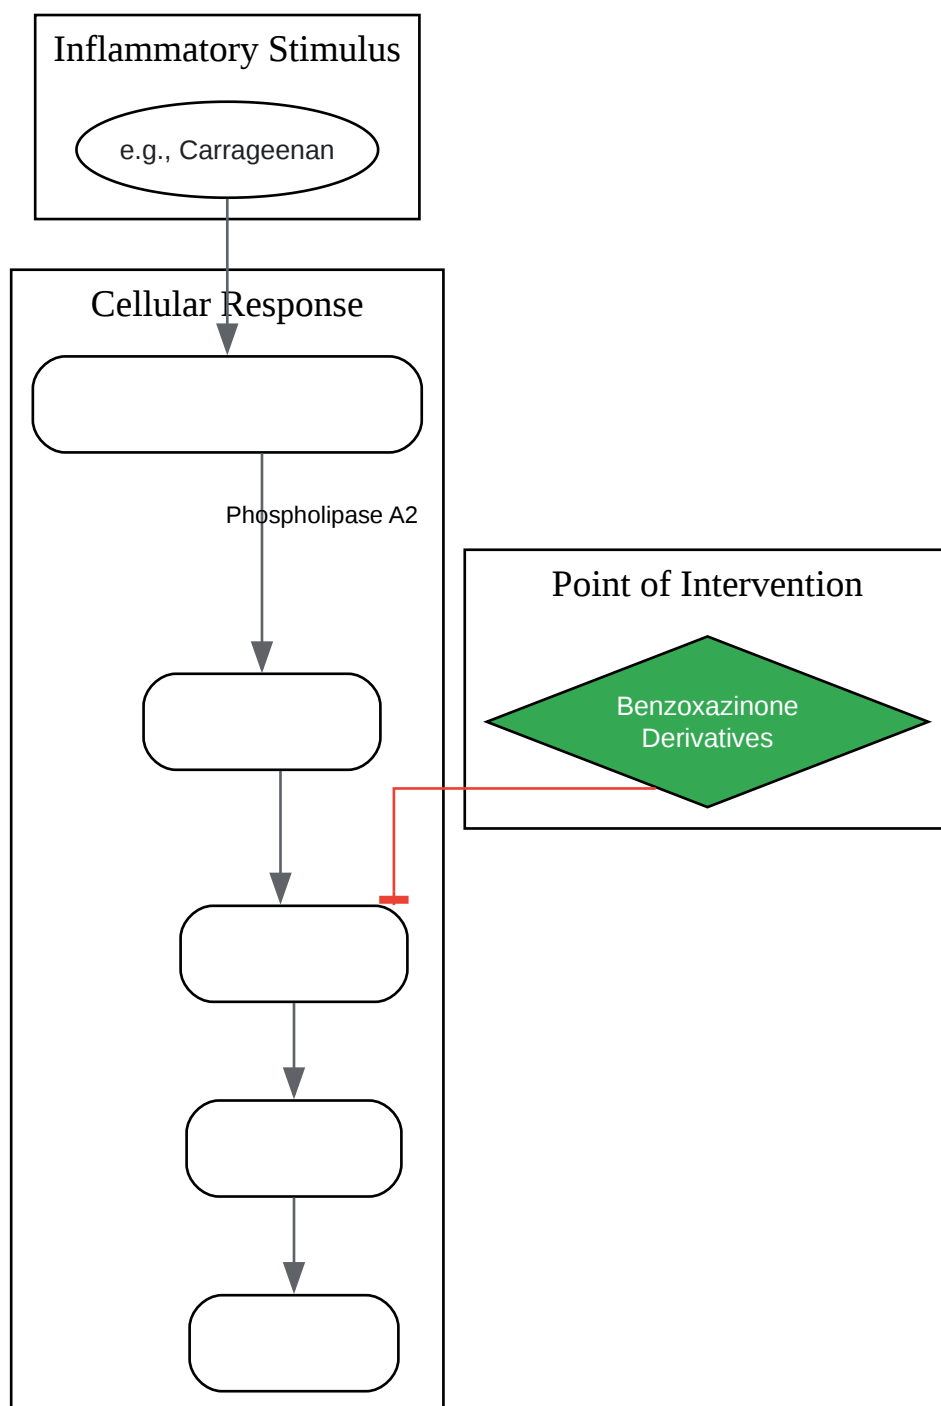 Inflammatory Stimulus
e.g., Carrageenan
Cellular Response
Phospholipase A2
Point of Intervention
Benzoxazinone
Derivatives